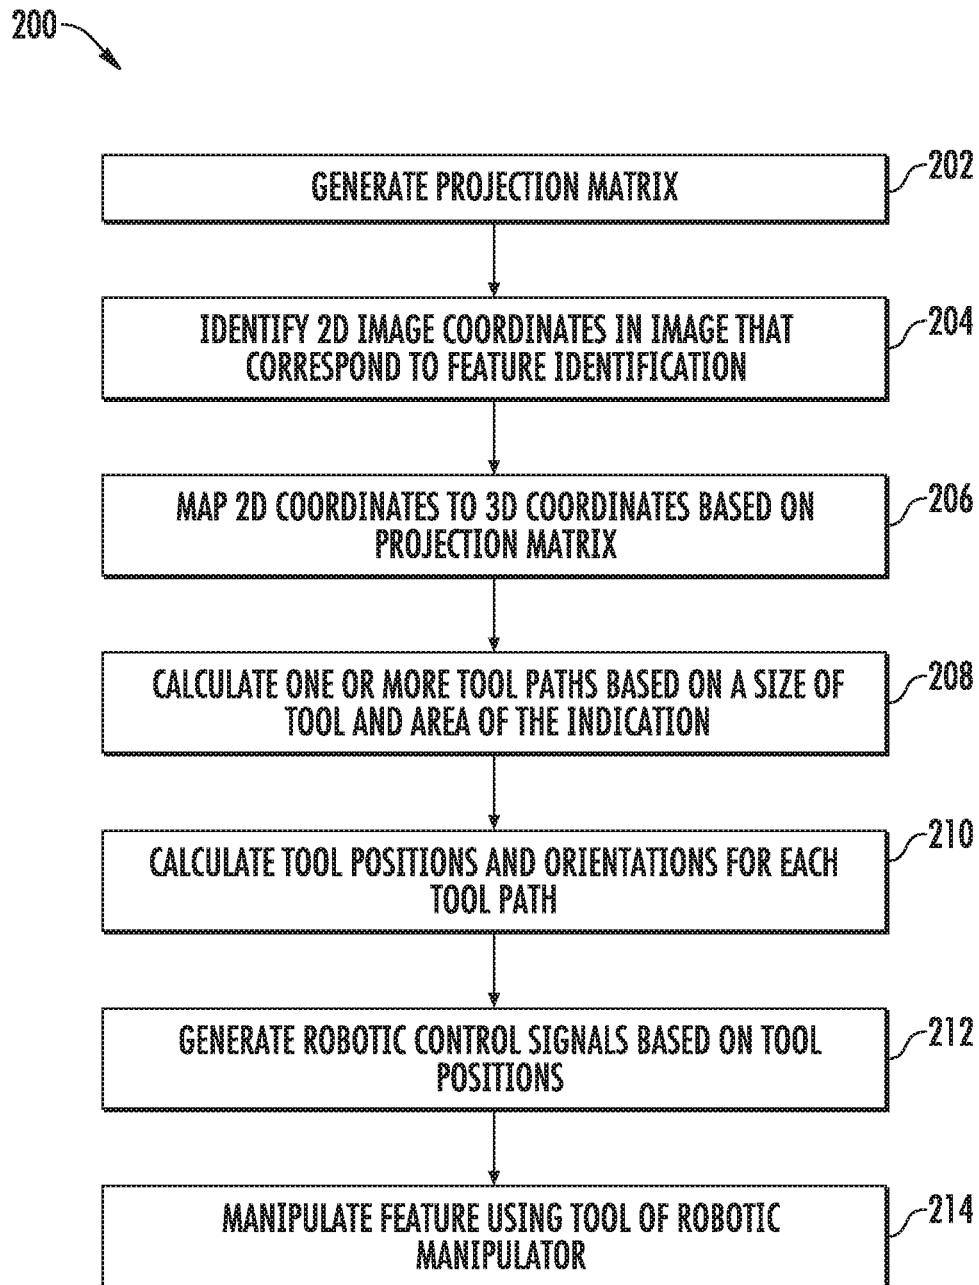 200
GENERATE PROJECTION MATRIX
202
IDENTIFY 2D IMAGE COORDINATES IN IMAGE THAT
CORRESPOND TO FEATURE IDENTIFICATION
204
MAP 2D COORDINATES TO 3D COORDINATES BASED ON
PROJECTION MATRIX
206
CALCULATE ONE OR MORE TOOL PATHS BASED ON A SIZE OF
TOOL AND AREA OF THE INDICATION
208
CALCULATE TOOL POSITIONS AND ORIENTATIONS FOR EACH
TOOL PATH
210
GENERATE ROBOTIC CONTROL SIGNALS BASED ON TOOL
POSITIONS
212
MANIPULATE FEATURE USING TOOL OF ROBOTIC
MANIPULATOR
214